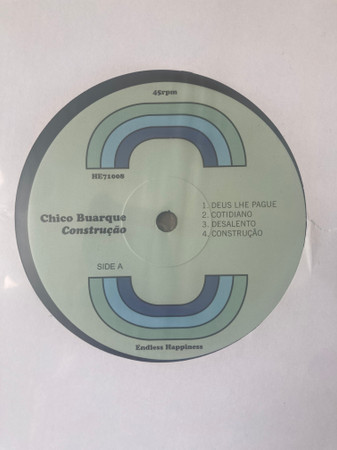 45rpm
HE71008
Chico Buarque
Construção
1. DEUS LHE PAGUE
2. COTIDIANO
3. DESALENTO
4. CONSTRUÇÃO
SIDE A
Endless Happiness